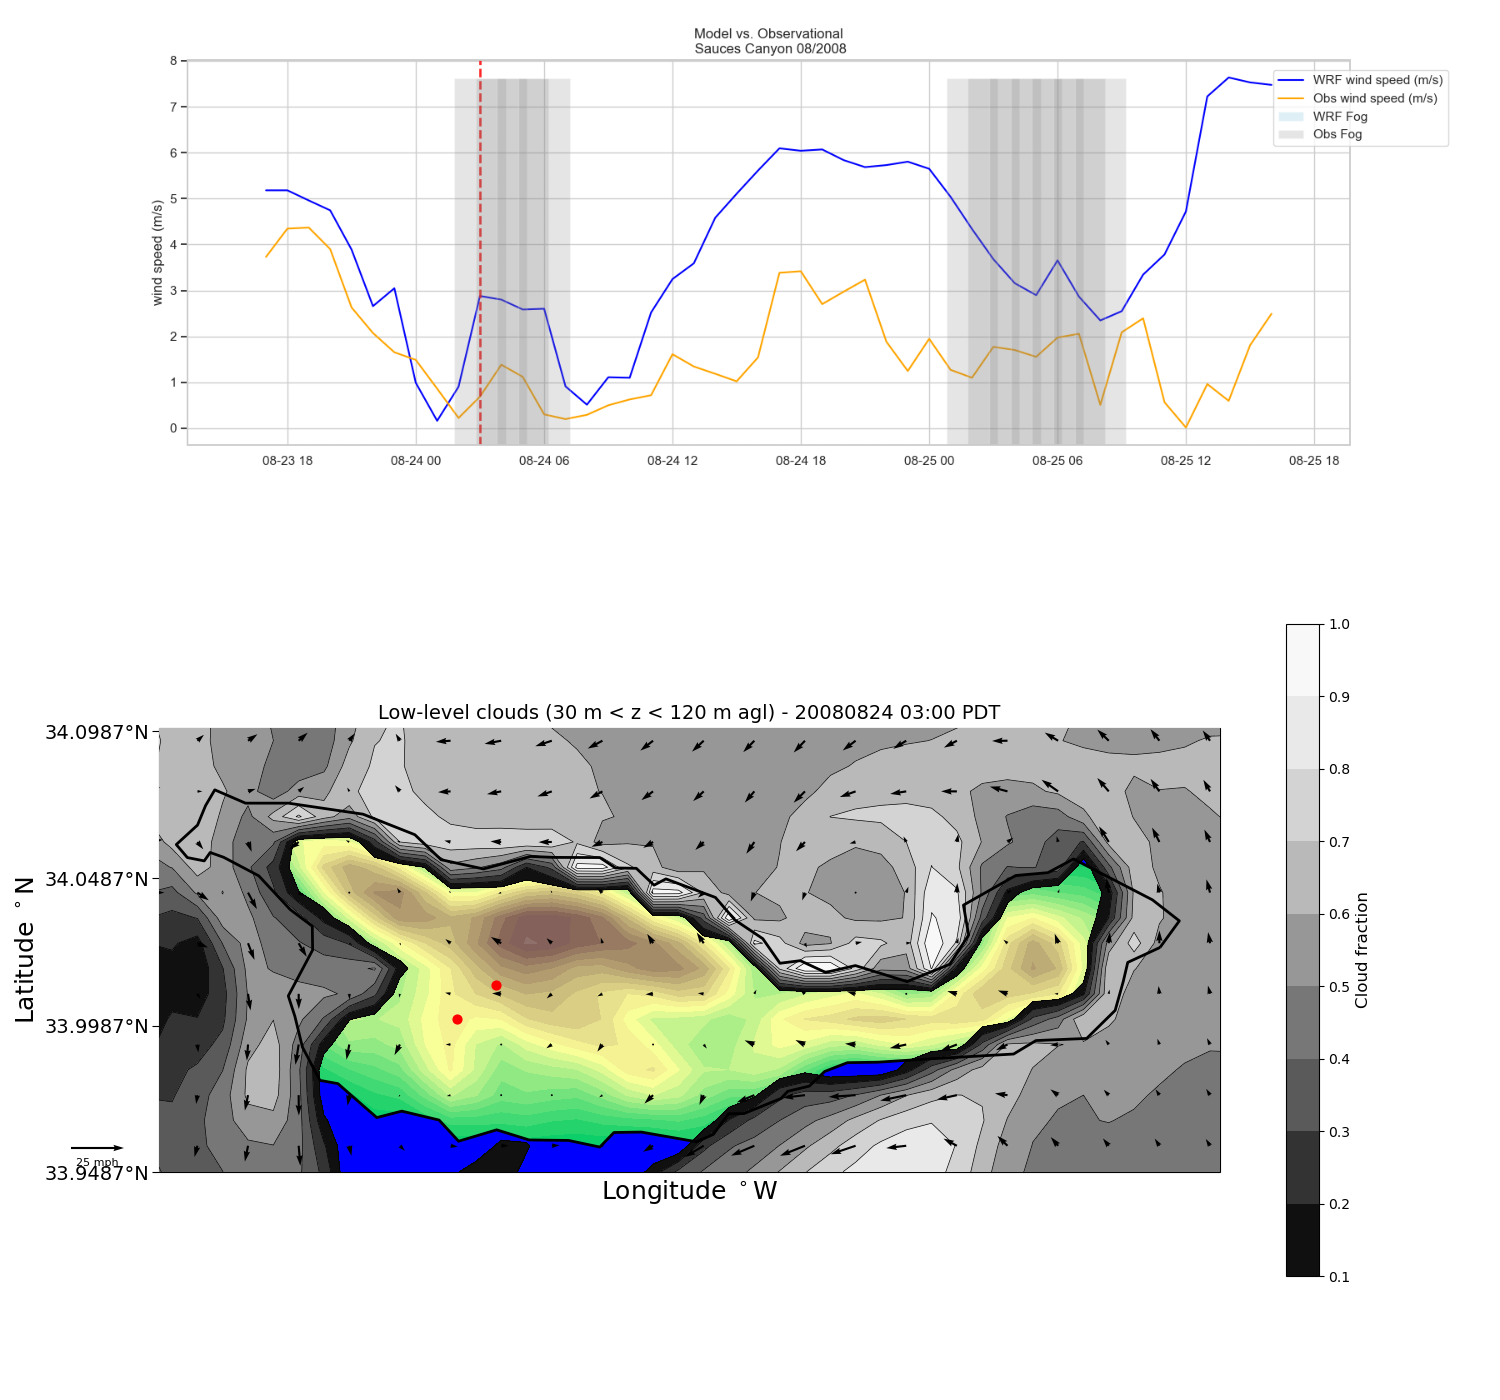 Model vs. Observational
Sauces Canyon 08/2008
8
7
6
5
4
3
2
1
0
wind speed (m/s)
WRF wind speed (m/s)
Obs wind speed (m/s)
WRF Fog
Obs Fog
08-23 18
08-24 00
08-24 06
08-24 12
08-24 18
08-25 00
08-25 06
08-25 12
08-25 18
Low-level clouds (30 m < z < 120 m agl) - 20080824 03:00 PDT
34.0987°N
34.0487°N
33.9987°N
33.9487°N
Latitude °N
25 mph
Longitude °W
1.0
0.9
0.8
0.7
0.6
0.5
0.4
0.3
0.2
0.1
Cloud fraction